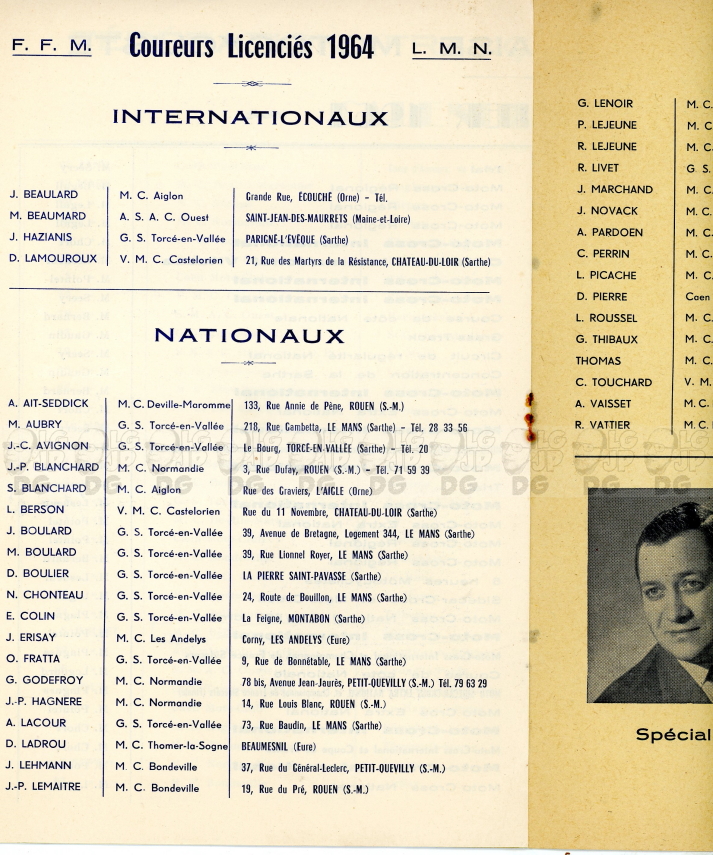 F. F. M. Coureurs Licenciés 1964 L. M. N.
INTERNATIONAUX
J. BEAULARD M. C. Aiglon Grande Rue, ÉCOUCHÉ (Orne) - Tél.
M. BEAUMARD A. S. A. C. Ouest SAINT-JEAN-DES-MAURRETS (Maine-et-Loire)
J. HAZIANIS G. S. Torcé-en-Vallée PARIGNÉ-L'EVÊQUE (Sarthe)
D. LAMOUROUX V. M. C. Castelorien 21, Rue des Martyrs de la Résistance, CHATEAU-DU-LOIR (Sarthe)
NATIONAUX
A. AIT-SEDDICK M. C. Deville-Maromme 133, Rue Annie de Pène, ROUEN (S.-M.)
M. AUBRY G. S. Torcé-en-Vallée 218, Rue Gambetta, LE MANS (Sarthe) - Tél. 28 33 56
J.-C. AVIGNON G. S. Torcé-en-Vallée Le Bourg, TORCÉ-EN-VALLÉE (Sarthe) - Tél. 20
J.-P. BLANCHARD M. C. Normandie 3, Rue Dufay, ROUEN (S.-M.) - Tél. 71 59 39
S. BLANCHARD M. C. Aiglon Rue des Graviers, L'AIGLE (Orne)
L. BERSON V. M. C. Castelorien Rue du 11 Novembre, CHATEAU-DU-LOIR (Sarthe)
J. BOULARD G. S. Torcé-en-Vallée 39, Avenue de Bretagne, Logement 344, LE MANS (Sarthe)
M. BOULARD G. S. Torcé-en-Vallée 39, Rue Lionnel Royer, LE MANS (Sarthe)
D. BOULIER G. S. Torcé-en-Vallée LA PIERRE SAINT-PAVASSE (Sarthe)
N. CHONTEAU G. S. Torcé-en-Vallée 24, Route de Bouillon, LE MANS (Sarthe)
E. COLIN G. S. Torcé-en-Vallée La Feigne, MONTABON (Sarthe)
J. ERISAY M. C. Les Andelys Corny, LES ANDELYS (Eure)
O. FRATTA G. S. Torcé-en-Vallée 9, Rue de Bonnétable, LE MANS (Sarthe)
G. GODEFROY M. C. Normandie 78 bis, Avenue Jean-Jaurès, PETIT-QUEVILLY (S.-M.) Tél. 79 63 29
J.-P. HAGNERE M. C. Normandie 14, Rue Louis Blanc, ROUEN (S.-M.)
A. LACOUR G. S. Torcé-en-Vallée 73, Rue Baudin, LE MANS (Sarthe)
D. LADROU M. C. Thomer-la-Sogne BEAUMESNIL (Eure)
J. LEHMANN M. C. Bondeville 37, Rue du Général-Leclerc, PETIT-QUEVILLY (S.-M.)
J.-P. LEMAITRE M. C. Bondeville 19, Rue du Pré, ROUEN (S.-M.)
G. LENOIR M. C.
P. LEJEUNE M. C
R. LEJEUNE M. C.
R. LIVET G S.
J. MARCHAND M. C.
J. NOVACK M. C.
A. PARDOEN M. C.
C. PERRIN M. C.
L. PICACHE M. C.
D. PIERRE Caen
L. ROUSSEL M. C.
G. THIBAUX M. C.
THOMAS M. C.
C. TOUCHARD V. M.
A. VAISSET M. C.
R. VATTIER M. C.
Spécial